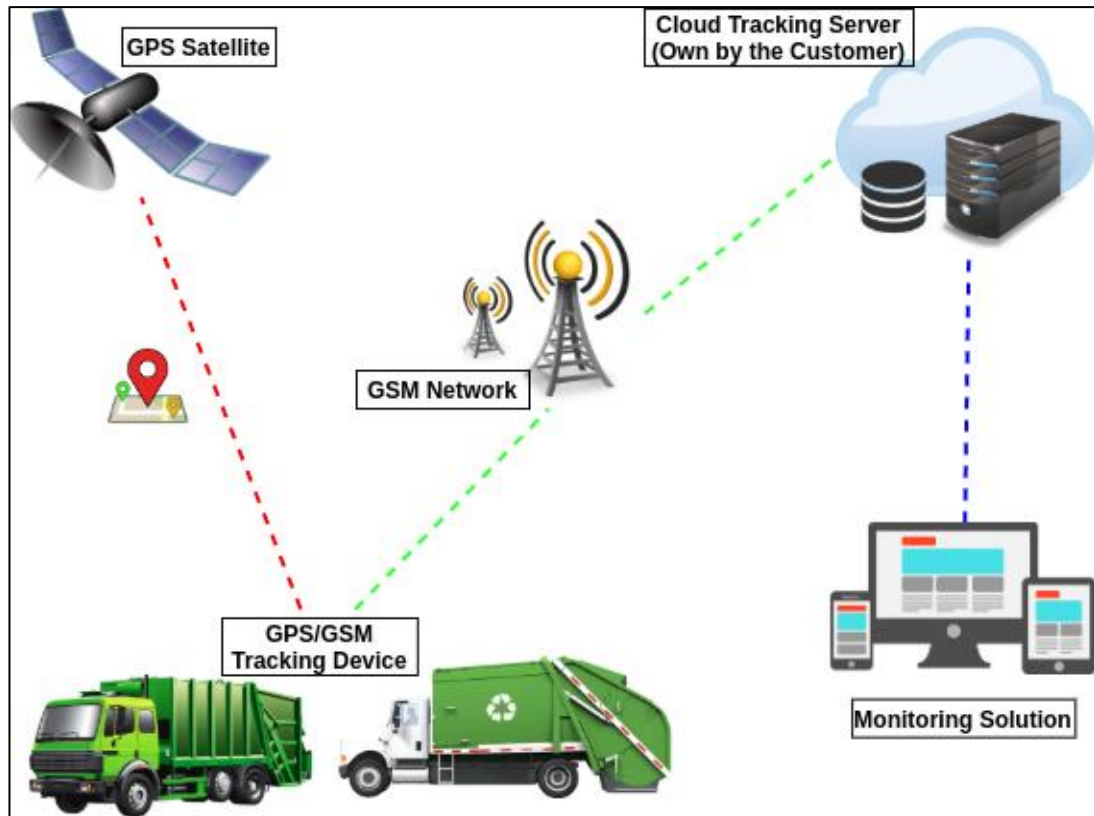 GPS Satellite
Cloud Tracking Server
(Own by the Customer)
GSM Network
GPS/GSM
Tracking Device
Monitoring Solution